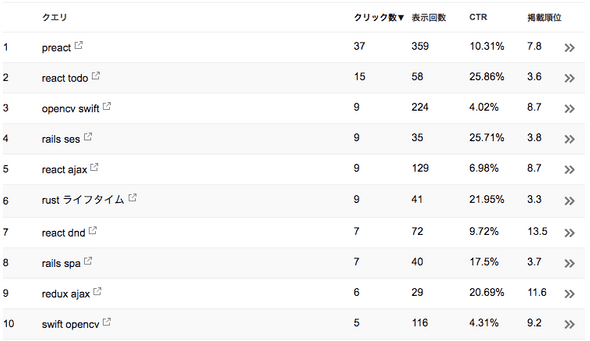 クエリ クリック数▼ 表示回数 CTR 掲載順位
1 preact 37 359 10.31% 7.8 »
2 react todo 15 58 25.86% 3.6 »
3 opencv swift 9 224 4.02% 8.7 »
4 rails ses 9 35 25.71% 3.8 »
5 react ajax 9 129 6.98% 8.7 »
6 rust ライフタイム 9 41 21.95% 3.3 »
7 react dnd 7 72 9.72% 13.5 »
8 rails spa 7 40 17.5% 3.7 »
9 redux ajax 6 29 20.69% 11.6 »
10 swift opencv 5 116 4.31% 9.2 »